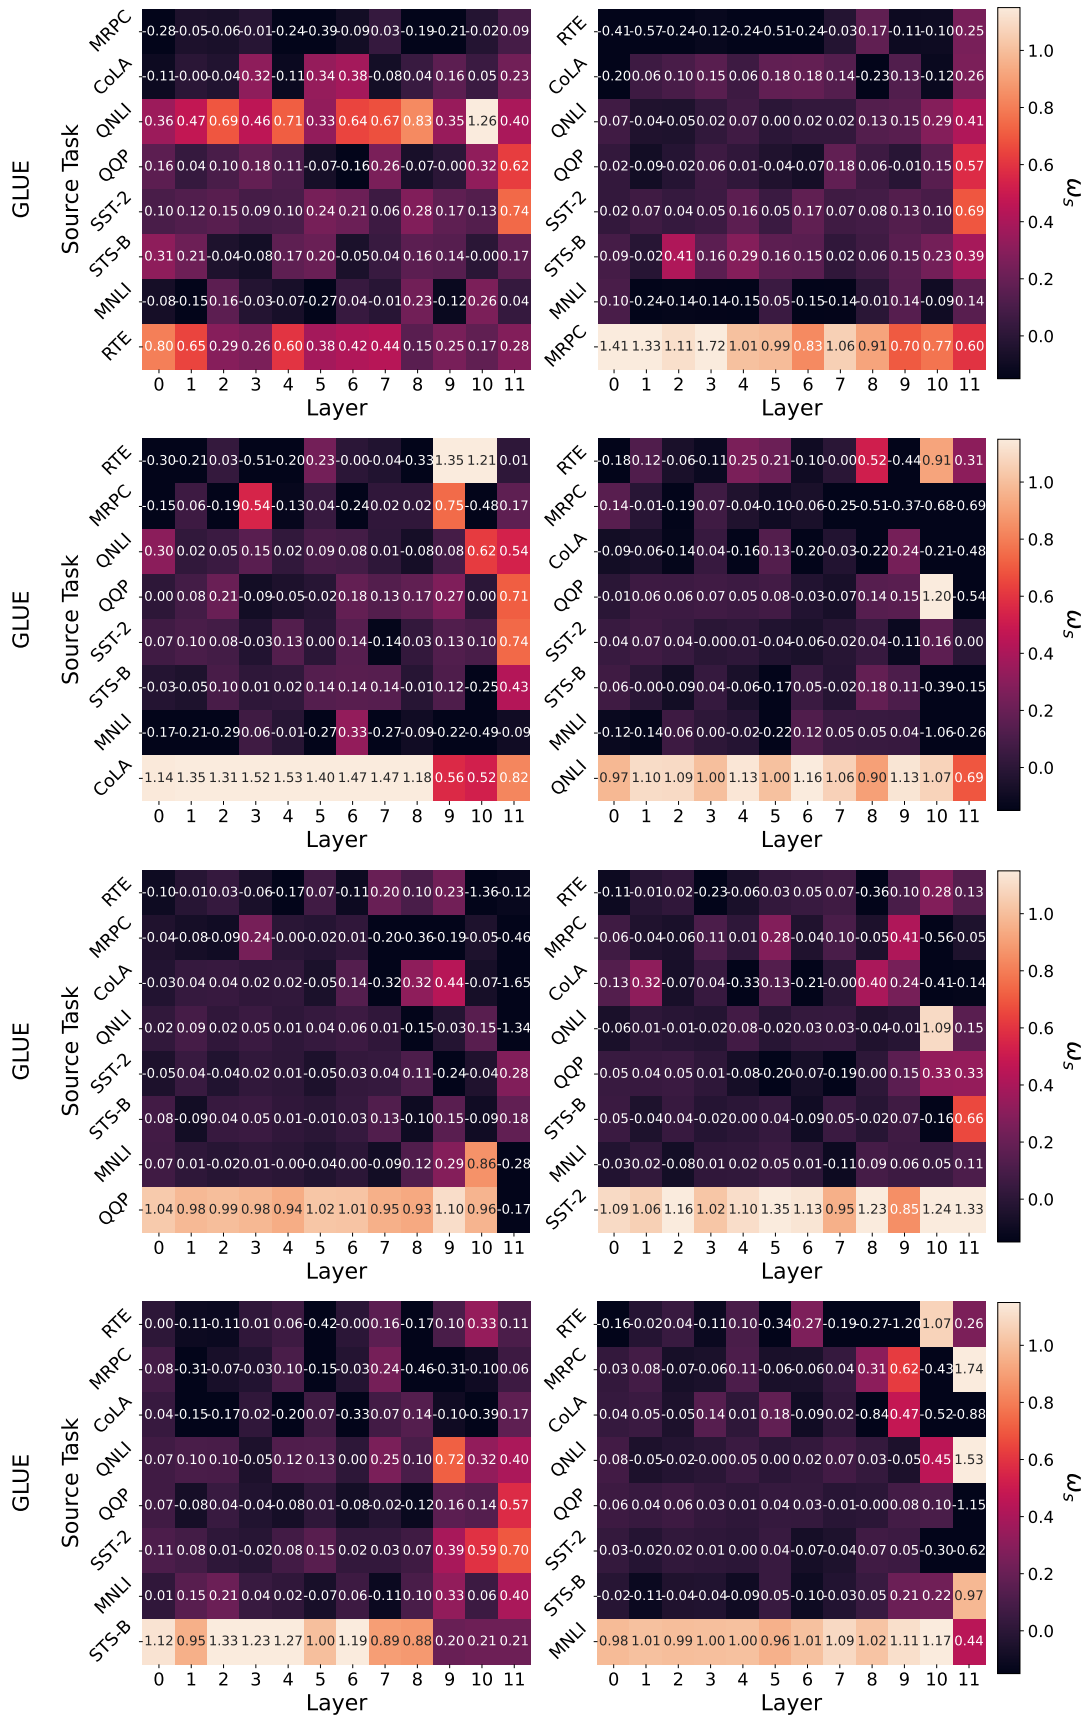 GLUE
Source Task
MRPC -0.28 -0.05 -0.06 -0.01 -0.24 -0.39 -0.09 0.03 -0.19 -0.21 -0.02 0.09
CoLA -0.11 -0.00 -0.04 0.32 -0.11 0.34 0.38 -0.08 0.04 0.16 0.05 0.23
QNLI 0.36 0.47 0.69 0.46 0.71 0.33 0.64 0.67 0.83 0.35 1.26 0.40
QQP 0.16 0.04 0.10 0.18 0.11 -0.07 -0.16 0.26 -0.07 -0.00 0.32 0.62
SST-2 0.10 0.12 0.15 0.09 0.10 0.24 0.21 0.06 0.28 0.17 0.13 0.74
STS-B 0.31 0.21 -0.04 -0.08 0.17 0.20 -0.05 0.04 0.16 0.14 -0.00 0.17
MNLI -0.08 -0.15 0.16 -0.03 -0.07 -0.27 0.04 -0.01 0.23 -0.12 0.26 0.04
RTE 0.80 0.65 0.29 0.26 0.60 0.38 0.42 0.44 0.15 0.25 0.17 0.28
0 1 2 3 4 5 6 7 8 9 10 11
Layer
RTE -0.41 -0.57 -0.24 -0.12 -0.24 -0.51 -0.24 -0.03 0.17 -0.11 -0.10 0.25
CoLA -0.20 0.06 0.10 0.15 0.06 0.18 0.18 0.14 -0.23 0.13 -0.12 0.26
QNLI 0.07 -0.04 -0.05 0.02 0.07 0.00 0.02 0.02 0.13 0.15 0.29 0.41
QQP 0.02 -0.09 -0.02 0.06 0.01 -0.04 -0.07 0.18 0.06 -0.01 0.15 0.57
SST-2 0.02 0.07 0.04 0.05 0.16 0.05 0.17 0.07 0.08 0.13 0.10 0.69
STS-B 0.09 -0.02 0.41 0.16 0.29 0.16 0.15 0.02 0.06 0.15 0.23 0.39
MNLI 0.10 -0.24 -0.14 -0.14 -0.15 0.05 -0.15 -0.14 -0.01 0.14 -0.09 0.14
MRPC 1.41 1.33 1.11 1.72 1.01 0.99 0.83 1.06 0.91 0.70 0.77 0.60
0 1 2 3 4 5 6 7 8 9 10 11
Layer
1.0
0.8
0.6
0.4
0.2
0.0
ωs
GLUE
Source Task
RTE -0.30 -0.21 0.03 -0.51 -0.20 0.23 -0.00 -0.04 -0.33 1.35 1.21 0.01
MRPC -0.15 0.06 -0.19 0.54 -0.13 0.04 -0.24 0.02 0.02 0.75 -0.48 0.17
QNLI 0.30 0.02 0.05 0.15 0.02 0.09 0.08 0.01 -0.08 0.08 0.62 0.54
QQP 0.00 0.08 0.21 -0.09 -0.05 -0.02 0.18 0.13 0.17 0.27 0.00 0.71
SST-2 0.07 0.10 0.08 -0.03 0.13 0.00 0.14 -0.14 0.03 0.13 0.10 0.74
STS-B -0.03 -0.05 0.10 0.01 0.02 0.14 0.14 0.14 -0.01 0.12 -0.25 0.43
MNLI -0.17 -0.21 -0.29 0.06 -0.01 -0.27 0.33 -0.27 -0.09 -0.22 -0.49 -0.09
CoLA 1.14 1.35 1.31 1.52 1.53 1.40 1.47 1.47 1.18 0.56 0.52 0.82
0 1 2 3 4 5 6 7 8 9 10 11
Layer
RTE -0.18 0.12 -0.06 -0.11 0.25 0.21 -0.10 -0.00 0.52 -0.44 0.91 0.31
MRPC 0.14 -0.01 -0.19 0.07 -0.04 -0.10 -0.06 -0.25 -0.51 -0.37 -0.68 -0.69
CoLA -0.09 -0.06 -0.14 0.04 -0.16 0.13 -0.20 -0.03 -0.22 0.24 -0.21 -0.48
QQP -0.01 0.06 0.06 0.07 0.05 0.08 -0.03 -0.07 0.14 0.15 1.20 -0.54
SST-2 0.04 0.07 0.04 -0.00 0.01 -0.04 -0.06 -0.02 0.04 -0.11 0.16 0.00
STS-B -0.06 -0.00 -0.09 0.04 -0.06 -0.17 0.05 -0.02 0.18 0.11 -0.39 -0.15
MNLI -0.12 -0.14 0.06 0.00 -0.02 -0.22 0.12 0.05 0.05 0.04 -1.06 -0.26
QNLI 0.97 1.10 1.09 1.00 1.13 1.00 1.16 1.06 0.90 1.13 1.07 0.69
0 1 2 3 4 5 6 7 8 9 10 11
Layer
1.0
0.8
0.6
0.4
0.2
0.0
ωs
GLUE
Source Task
RTE -0.10 -0.01 0.03 -0.06 -0.17 0.07 -0.11 0.20 0.10 0.23 -1.36 -0.12
MRPC -0.04 -0.08 -0.09 0.24 -0.00 -0.02 0.01 -0.20 -0.36 -0.19 -0.05 -0.46
CoLA -0.03 0.04 0.04 0.02 0.02 -0.05 0.14 -0.32 0.32 0.44 -0.07 -1.65
QNLI 0.02 0.09 0.02 0.05 0.01 0.04 0.06 0.01 -0.15 -0.03 0.15 -1.34
SST-2 0.05 -0.04 -0.04 0.02 0.01 -0.07 0.03 0.04 0.11 -0.24 -0.04 0.28
STS-B -0.08 -0.09 0.04 0.05 0.01 -0.01 0.03 0.13 -0.10 0.15 -0.09 0.18
MNLI 0.07 0.01 -0.02 0.01 -0.00 -0.04 0.00 -0.09 0.12 0.29 0.86 -0.28
QQP 1.04 0.98 0.99 0.98 0.94 1.02 1.01 0.95 0.93 1.10 0.96 -0.17
0 1 2 3 4 5 6 7 8 9 10 11
Layer
RTE -0.11 -0.01 0.02 -0.23 -0.06 0.03 0.05 0.07 -0.36 0.10 0.28 0.13
MRPC 0.06 -0.04 -0.06 0.11 0.01 0.28 -0.04 0.10 -0.05 0.41 -0.56 -0.05
CoLA 0.13 0.32 -0.07 0.04 -0.33 0.13 -0.21 -0.00 0.40 0.24 -0.41 -0.14
QNLI -0.06 0.01 -0.01 -0.02 0.08 -0.02 0.03 0.03 -0.04 -0.01 1.09 0.15
QQP 0.05 0.04 0.05 0.01 -0.08 -0.20 -0.07 -0.19 0.00 0.15 0.33 0.33
STS-B -0.05 -0.04 -0.04 0.02 0.00 0.04 -0.09 0.05 -0.02 0.07 -0.16 0.66
MNLI -0.03 0.02 -0.08 0.01 0.02 0.05 0.01 -0.11 0.09 0.06 0.05 0.11
SST-2 1.09 1.06 1.16 1.02 1.10 1.35 1.13 0.95 1.23 0.85 1.24 1.33
0 1 2 3 4 5 6 7 8 9 10 11
Layer
1.0
0.8
0.6
0.4
0.2
0.0
ωs
GLUE
Source Task
RTE 0.00 -0.11 -0.11 0.01 0.06 -0.42 -0.00 0.16 -0.17 0.10 0.33 0.11
MRPC 0.08 -0.31 -0.07 -0.03 0.10 -0.15 -0.03 0.24 -0.46 -0.31 -0.10 0.06
CoLA 0.04 -0.15 -0.17 0.02 -0.20 0.07 -0.33 0.07 0.14 -0.10 -0.39 0.17
QNLI 0.07 0.10 0.10 -0.05 0.12 0.13 0.00 0.25 0.10 0.72 0.32 0.40
QQP 0.07 -0.08 0.04 -0.04 -0.08 0.01 -0.08 -0.02 -0.12 0.16 0.14 0.57
SST-2 0.11 0.08 0.01 -0.02 0.08 0.15 0.02 0.03 0.07 0.39 0.59 0.70
MNLI 0.01 0.15 0.21 0.04 0.02 -0.07 0.06 -0.11 0.10 0.33 0.06 0.40
STS-B 1.12 0.95 1.33 1.23 1.27 1.00 1.19 0.89 0.88 0.20 0.21 0.21
0 1 2 3 4 5 6 7 8 9 10 11
Layer
RTE -0.16 -0.02 0.04 -0.11 0.10 -0.34 0.27 -0.19 -0.27 -1.20 1.07 0.26
MRPC 0.03 0.08 -0.07 -0.06 0.11 -0.06 -0.06 0.04 0.31 0.62 -0.43 1.74
CoLA 0.04 0.05 -0.05 0.14 0.01 0.18 -0.09 0.02 -0.84 0.47 -0.52 -0.88
QNLI 0.08 -0.05 -0.02 -0.00 0.05 0.00 0.02 0.07 0.03 -0.05 0.45 1.53
QQP 0.06 0.04 0.06 0.03 0.01 0.04 0.03 -0.01 -0.00 0.08 0.10 -1.15
SST-2 0.03 -0.02 0.02 0.01 0.00 0.04 -0.07 -0.04 0.07 0.05 -0.30 -0.62
STS-B -0.02 -0.11 -0.04 -0.04 -0.09 0.05 -0.10 -0.03 0.05 0.21 0.22 0.97
MNLI 0.98 1.01 0.99 1.00 1.00 0.96 1.01 1.09 1.02 1.11 1.17 0.44
0 1 2 3 4 5 6 7 8 9 10 11
Layer
1.0
0.8
0.6
0.4
0.2
0.0
ωs